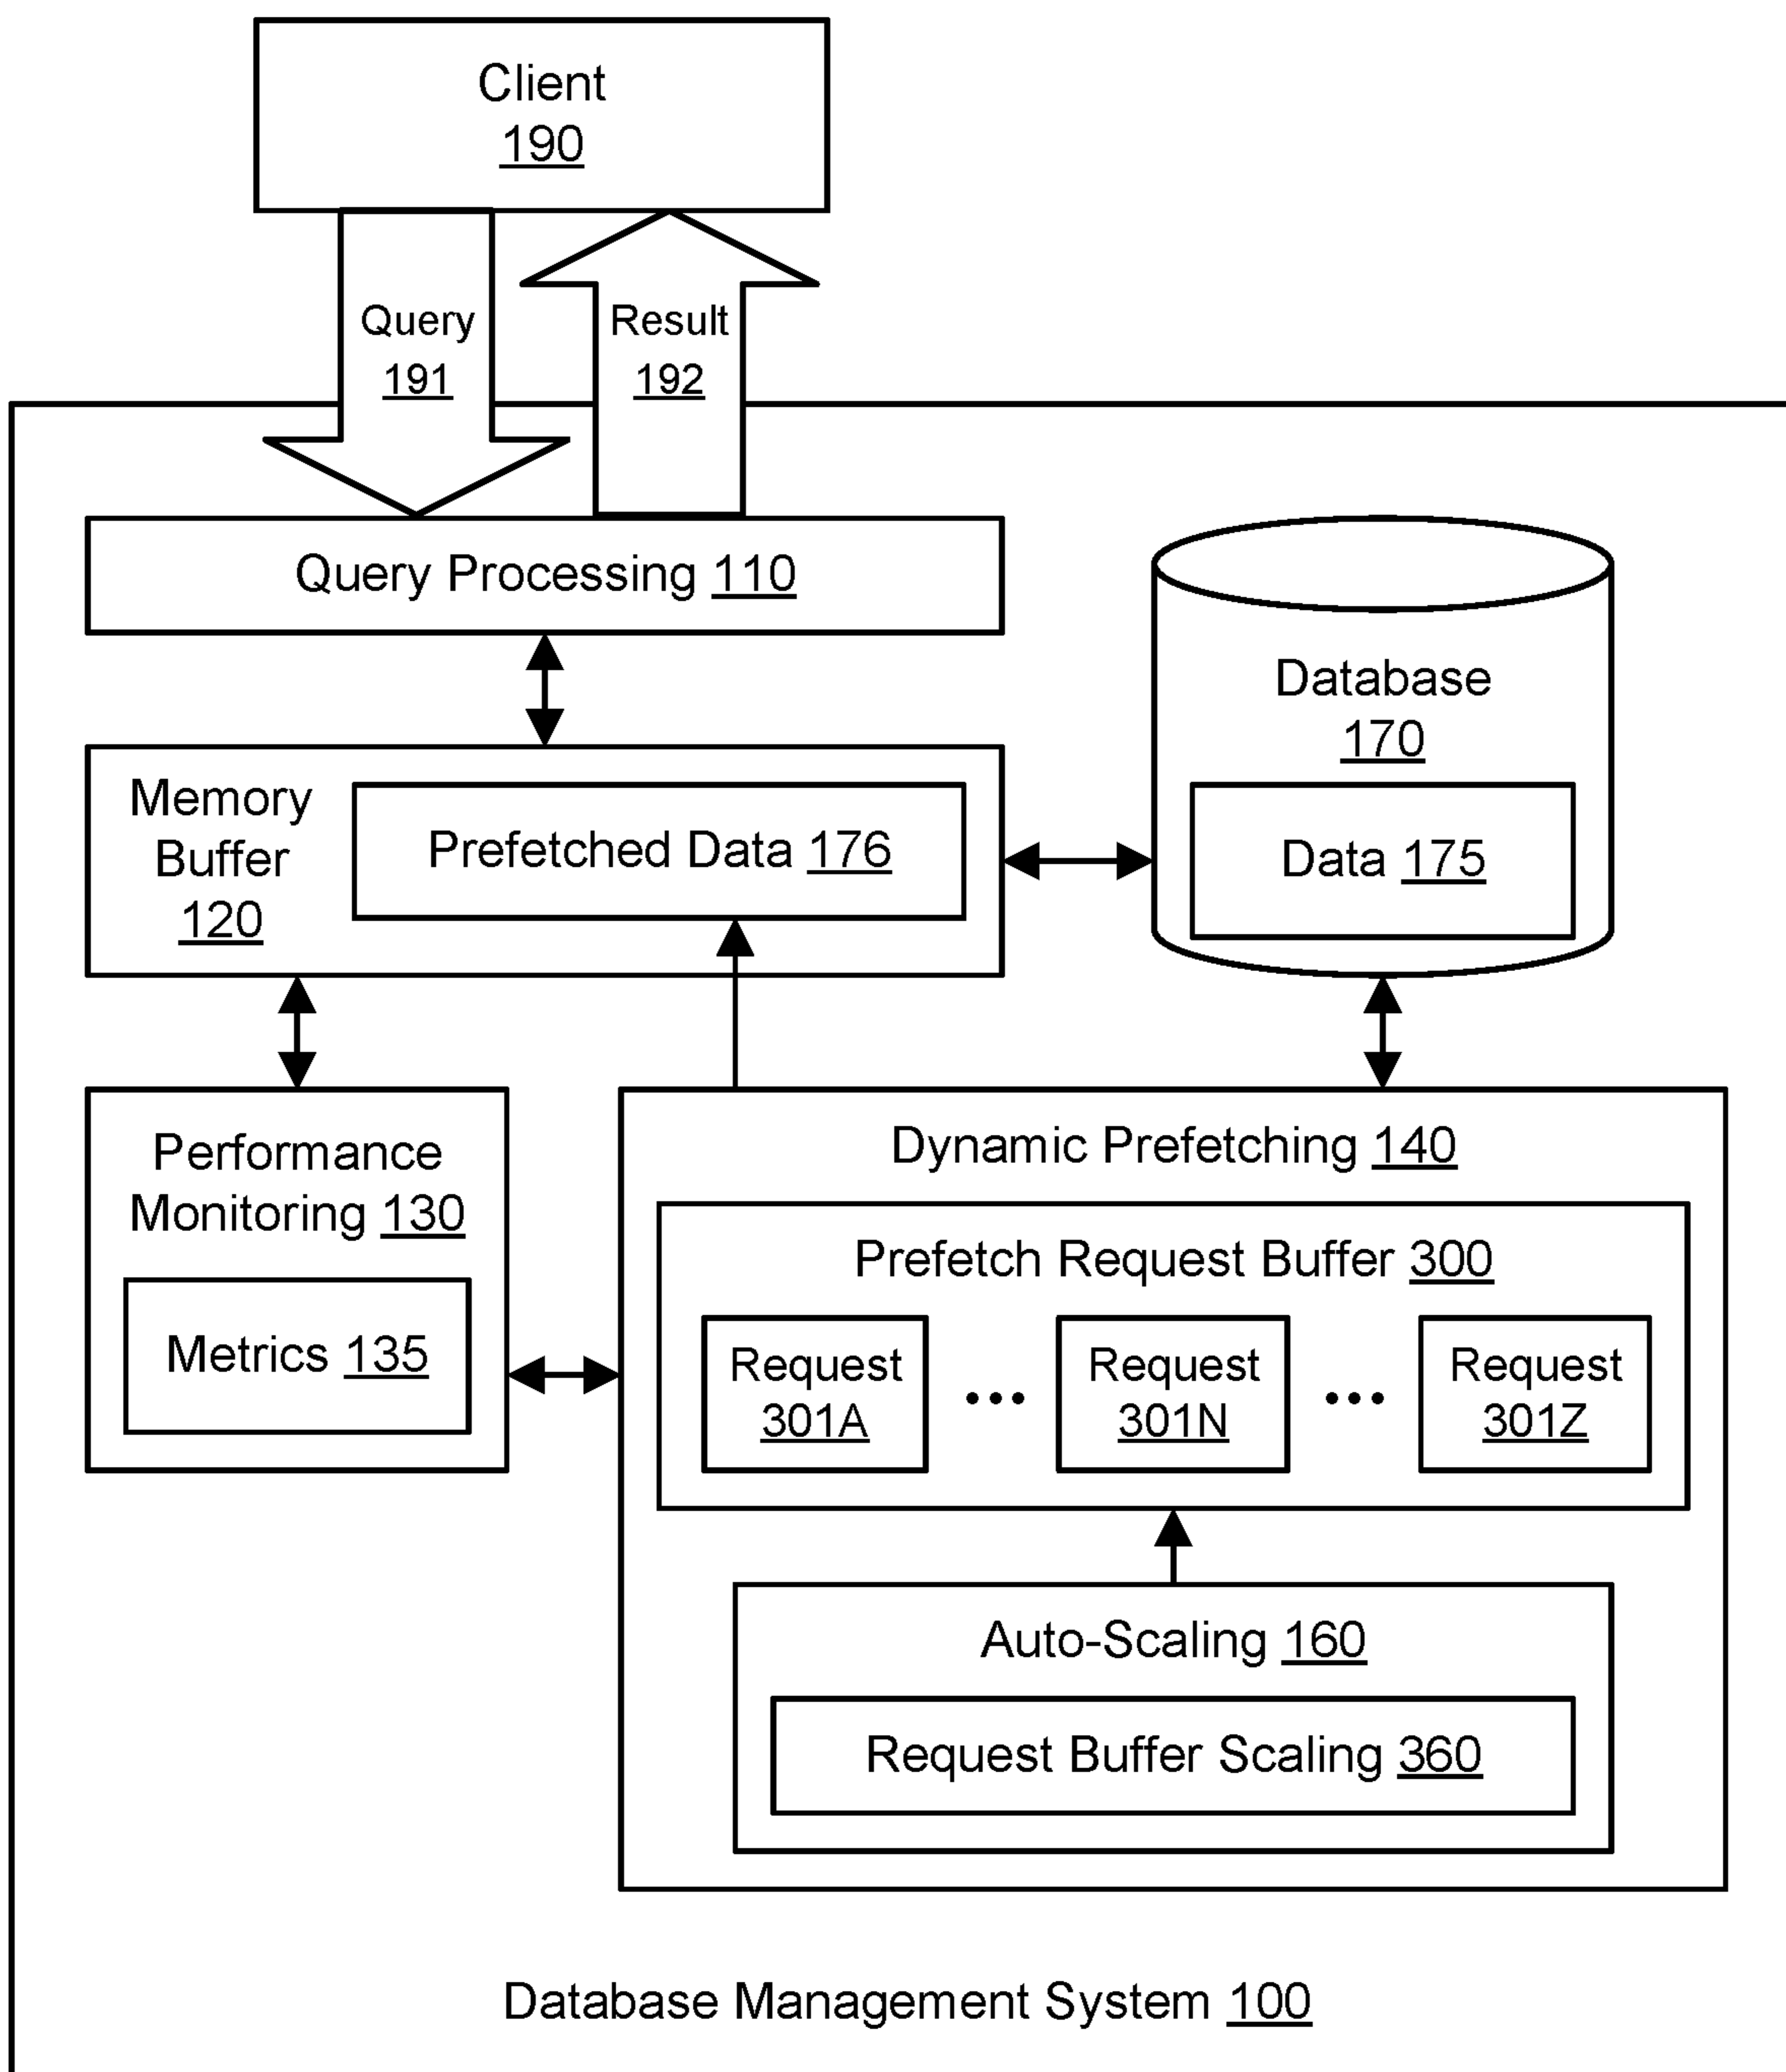 Client
190
Query
191
Result
192
Query Processing 110
Database
170
Memory
Buffer
120
Prefetched Data 176
Data 175
Performance
Monitoring 130
Metrics 135
Dynamic Prefetching 140
Prefetch Request Buffer 300
Request
301A
•••
Request
301N
•••
Request
301Z
Auto-Scaling 160
Request Buffer Scaling 360
Database Management System 100